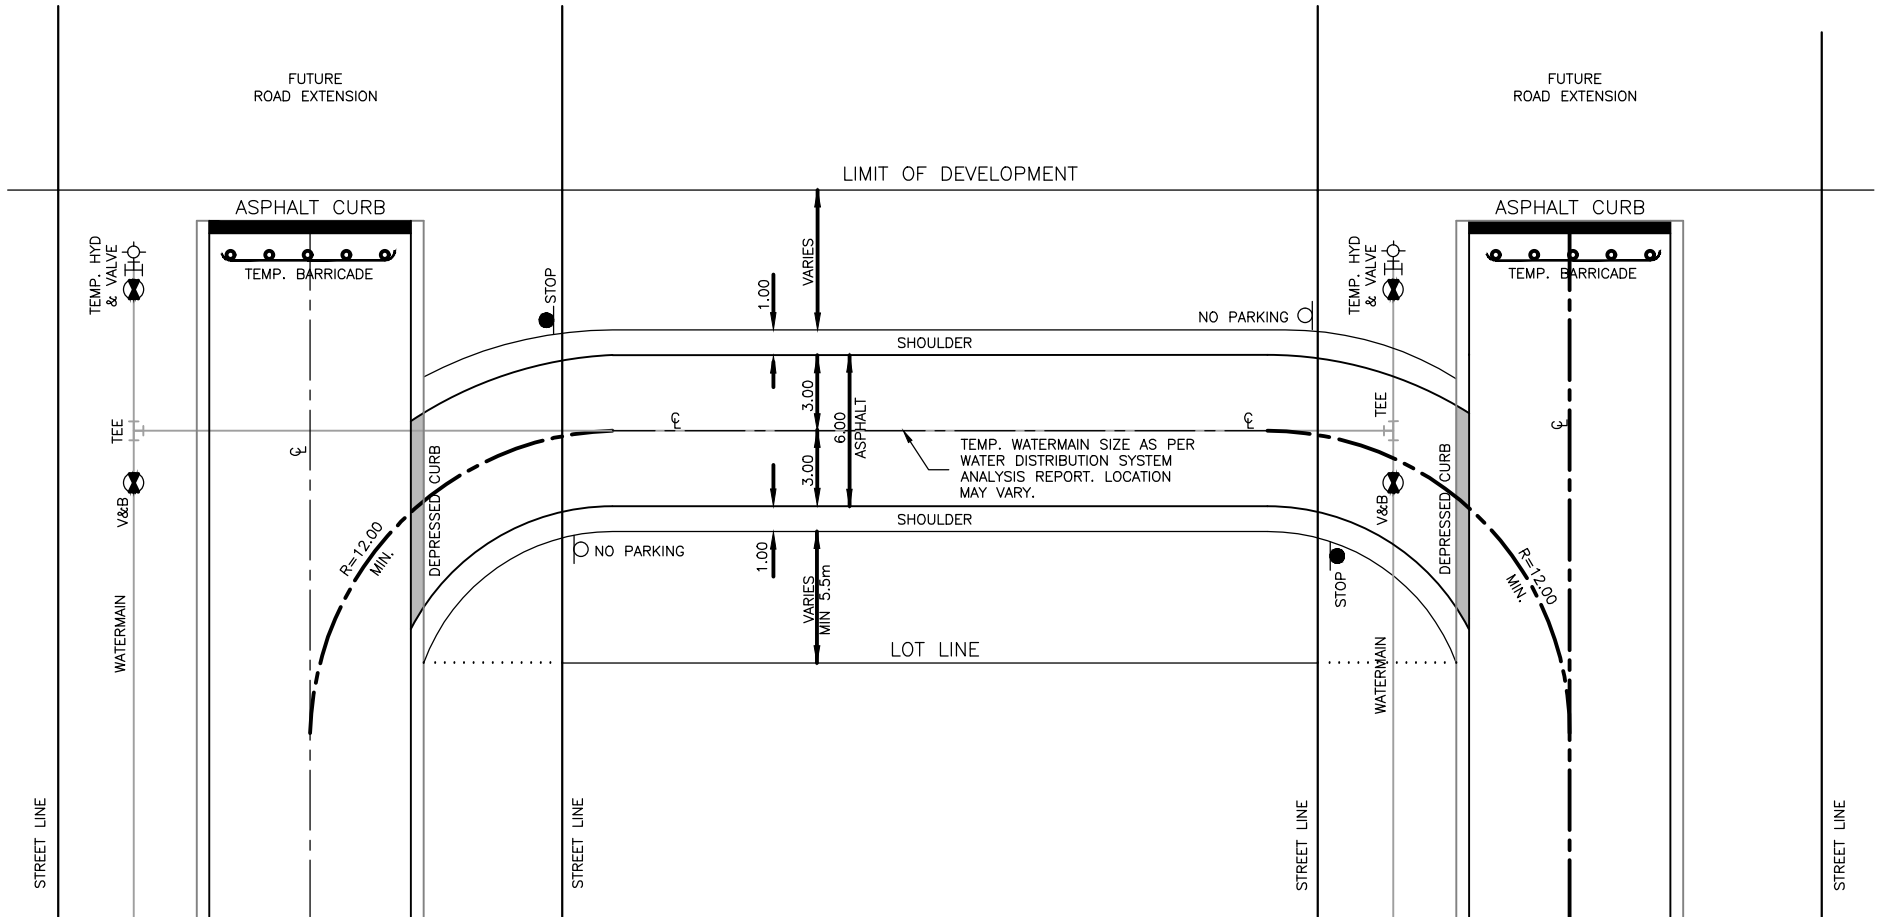 FUTURE
ROAD EXTENSION
FUTURE
ROAD EXTENSION
LIMIT OF DEVELOPMENT
ASPHALT CURB
ASPHALT CURB
TEMP. HYD
& VALVE
TEMP. BARRICADE
STOP
1.00
VARIES
TEMP. HYD
& VALVE
TEMP. BARRICADE
NO PARKING
SHOULDER
TEE
℄
DEPRESSED CURB
℄
3.00
6.00
ASPHALT
3.00
℄
TEE
℄
TEMP. WATERMAIN SIZE AS PER
WATER DISTRIBUTION SYSTEM
ANALYSIS REPORT. LOCATION
MAY VARY.
V&B
V&B
DEPRESSED CURB
SHOULDER
R=12.00
MIN.
NO PARKING
1.00
VARIES
MIN 5.5m
STOP
R=12.00
MIN.
WATERMAIN
LOT LINE
WATERMAIN
STREET LINE
STREET LINE
STREET LINE
STREET LINE